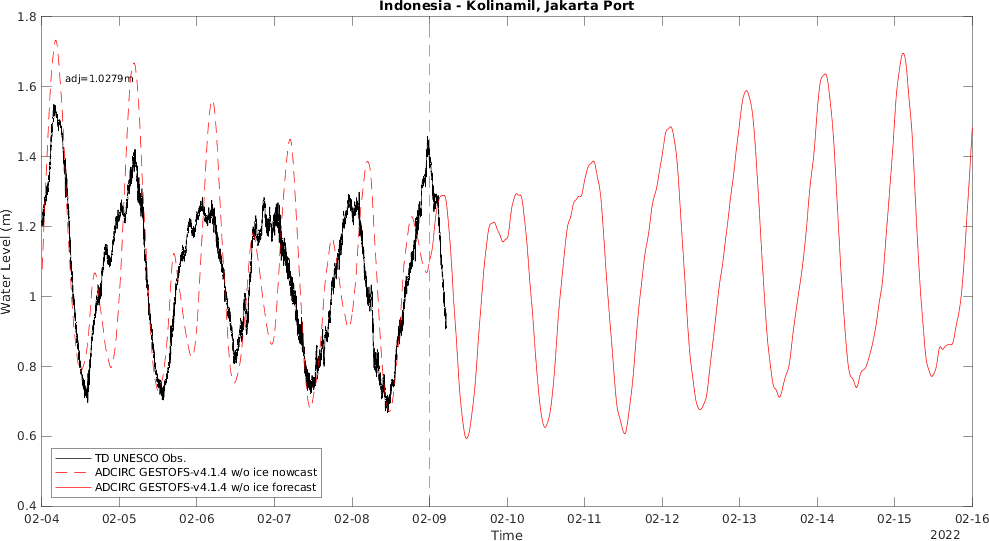 Indonesia - Kolinamil, Jakarta Port
1.8
1.6
1.4
1.2
1
0.8
0.6
0.4
Water Level (m)
adj=1.0279m
TD UNESCO Obs.
ADCIRC GESTOFS-v4.1.4 w/o ice nowcast
ADCIRC GESTOFS-v4.1.4 w/o ice forecast
02-04 02-05 02-06 02-07 02-08 02-09 02-10 02-11 02-12 02-13 02-14 02-15 02-16
Time
2022